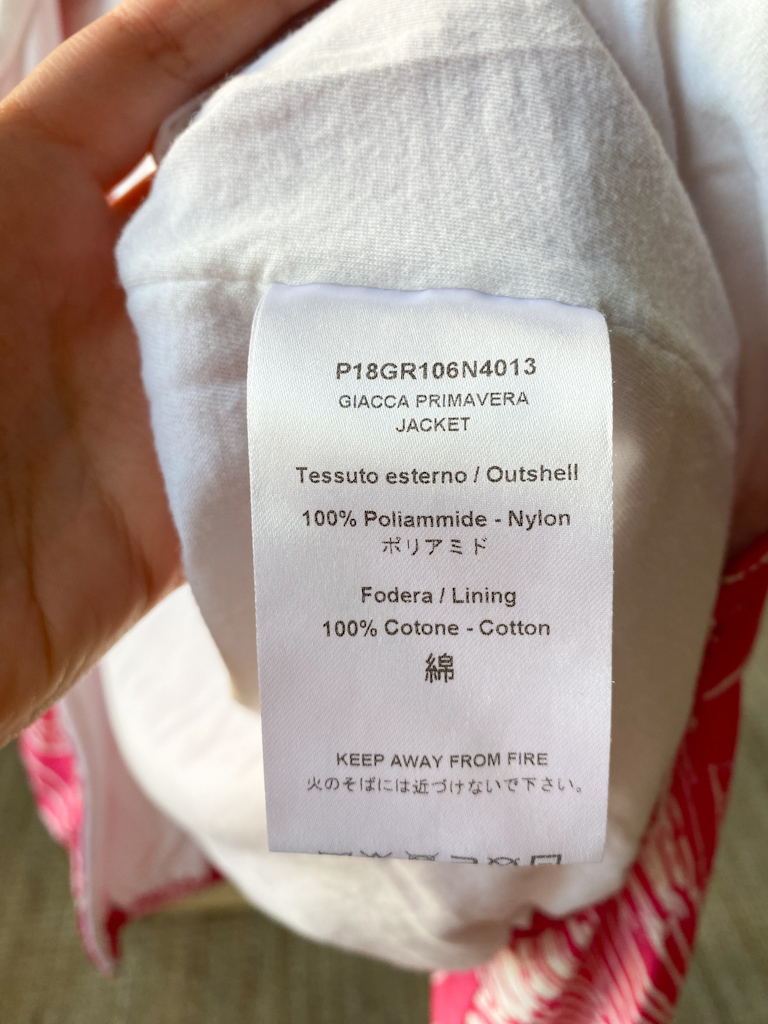 P18GR106N4013
GIACCA PRIMAVERA
JACKET
Tessuto esterno / Outshell
100% Poliammide - Nylon
ポリアミド
Fodera / Lining
100% Cotone - Cotton
綿
KEEP AWAY FROM FIRE
火のそばには近づけないで下さい。